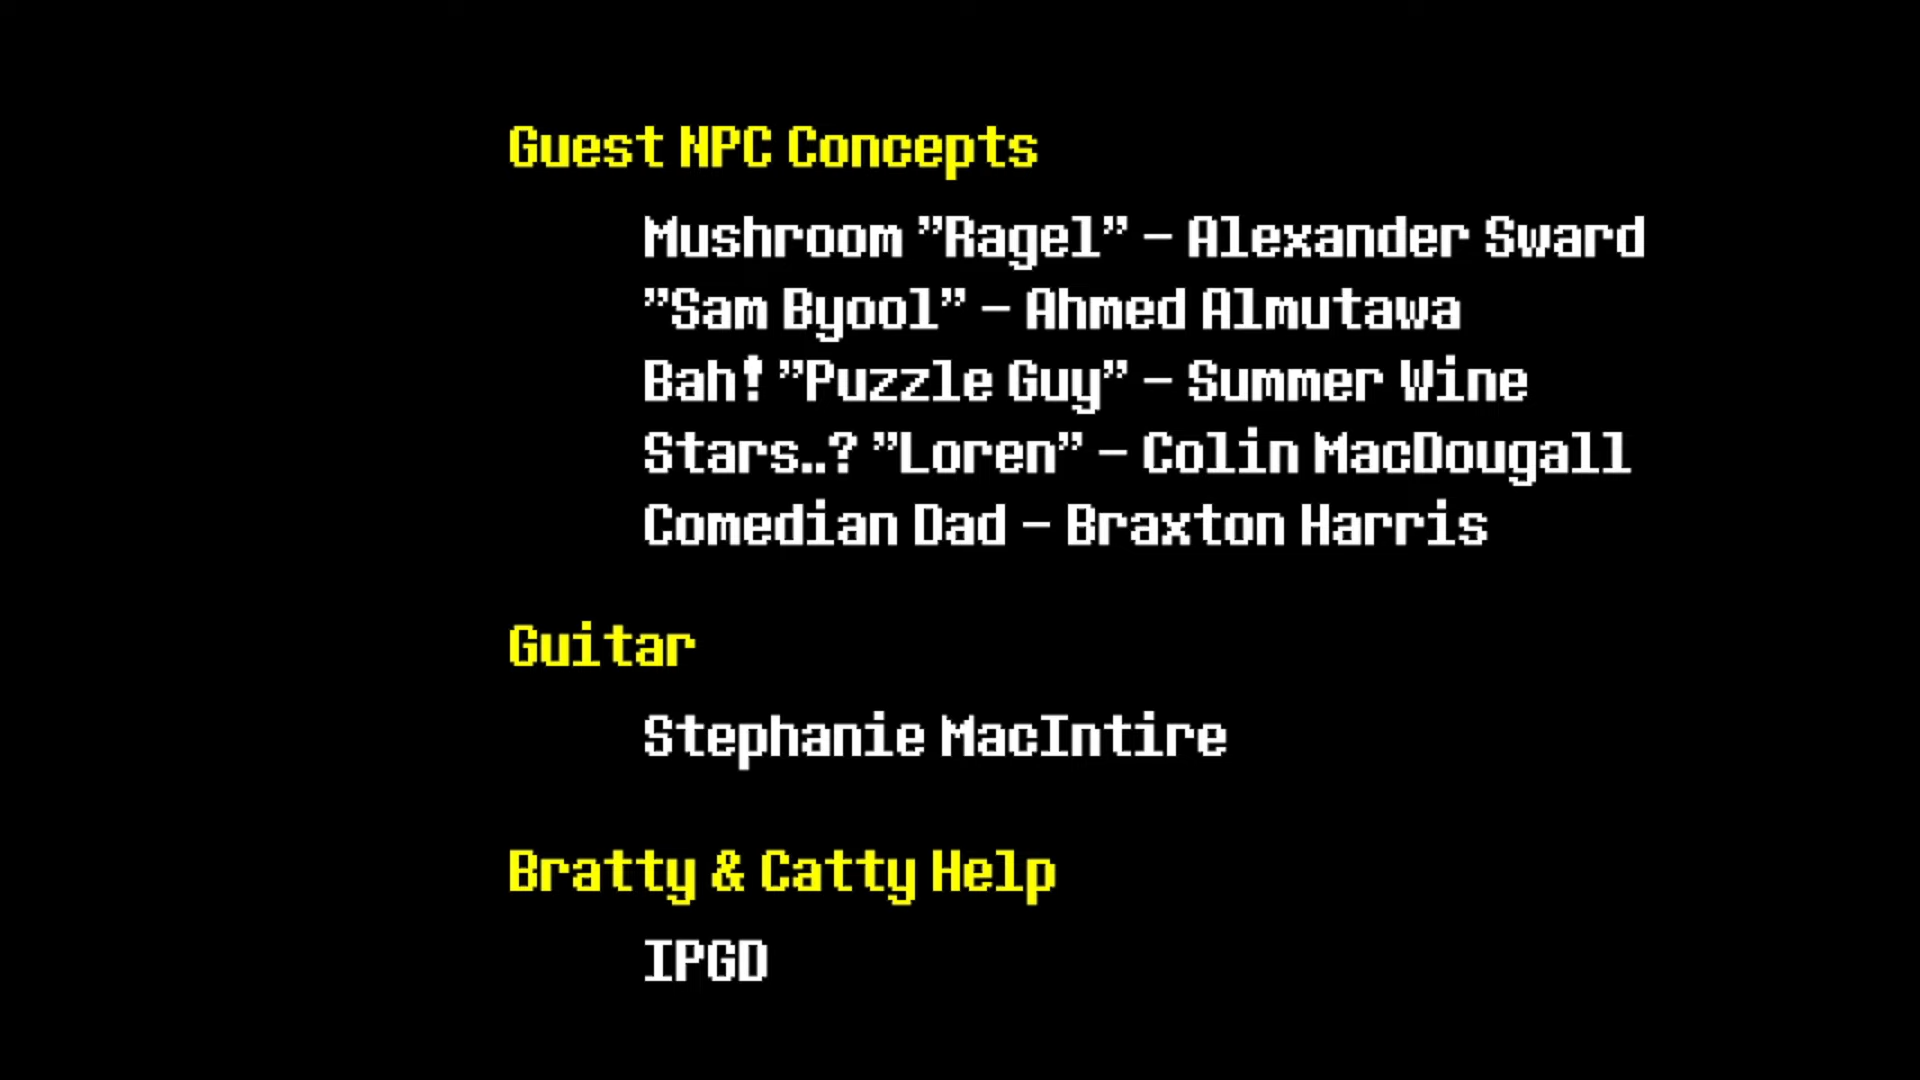 Guest NPC Concepts
Mushroom "Ragel" - Alexander Sward
"Sam Byool" - Ahmed Almutawa
Bah! "Puzzle Guy" - Summer Wine
Stars..? "Loren" - Colin MacDougall
Comedian Dad - Braxton Harris
Guitar
Stephanie MacIntire
Bratty & Catty Help
IPGD